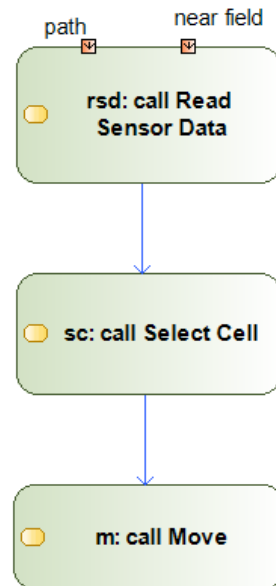 path
near field
rsd: call Read
Sensor Data
sc: call Select Cell
m: call Move